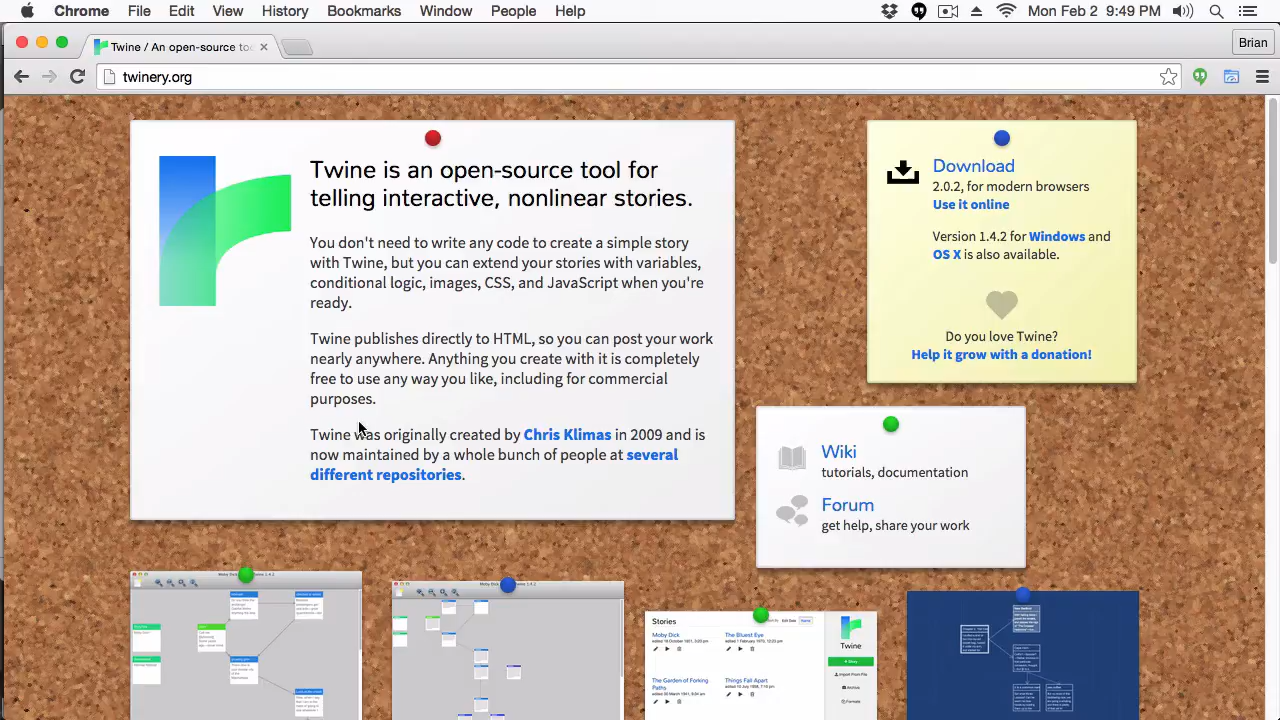 Chrome File Edit View History Bookmarks Window People Help Mon Feb 2 9:49 PM
Twine / An open-source to
Brian
twinery.org
Twine is an open-source tool for
telling interactive, nonlinear stories.
You don't need to write any code to create a simple story
with Twine, but you can extend your stories with variables,
conditional logic, images, CSS, and JavaScript when you're
ready.
Twine publishes directly to HTML, so you can post your work
nearly anywhere. Anything you create with it is completely
free to use any way you like, including for commercial
purposes.
Twine was originally created by Chris Klimas in 2009 and is
now maintained by a whole bunch of people at several
different repositories.
Download
2.0.2, for modern browsers
Use it online
Version 1.4.2 for Windows and
OS X is also available.
Do you love Twine?
Help it grow with a donation!
Wiki
tutorials, documentation
Forum
get help, share your work
Stories
Moby Dick
The Bluest Eye
The Garden of Forking
Paths
Things Fall Apart
Twine
+ Story
Import From File
Archive
Formats